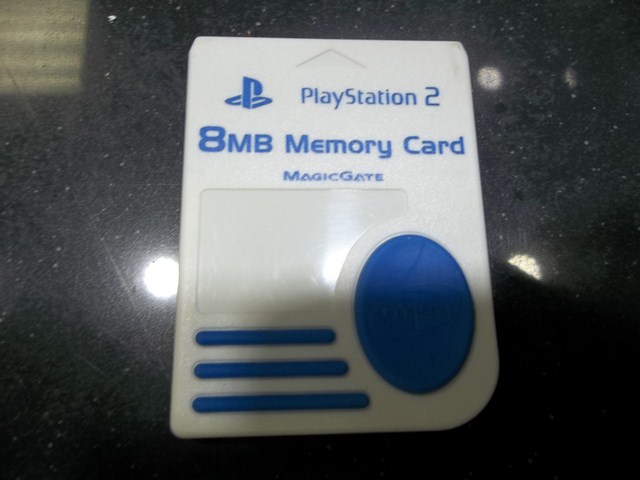 PlayStation 2
8MB Memory Card
MAGICGATE